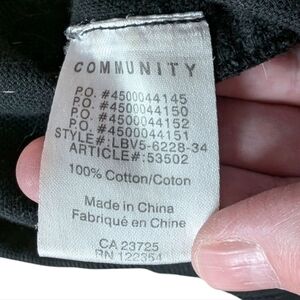 COMMUNITY
P.O. #4500044145
P.O. #4500044150
P.O. #4500044152
P.O. #4500044151
STYLE#:LBV5-6228-34
ARTICLE#:53502
100% Cotton/Coton
Made in China
Fabriqué en Chine
CA 23725
RN 122354